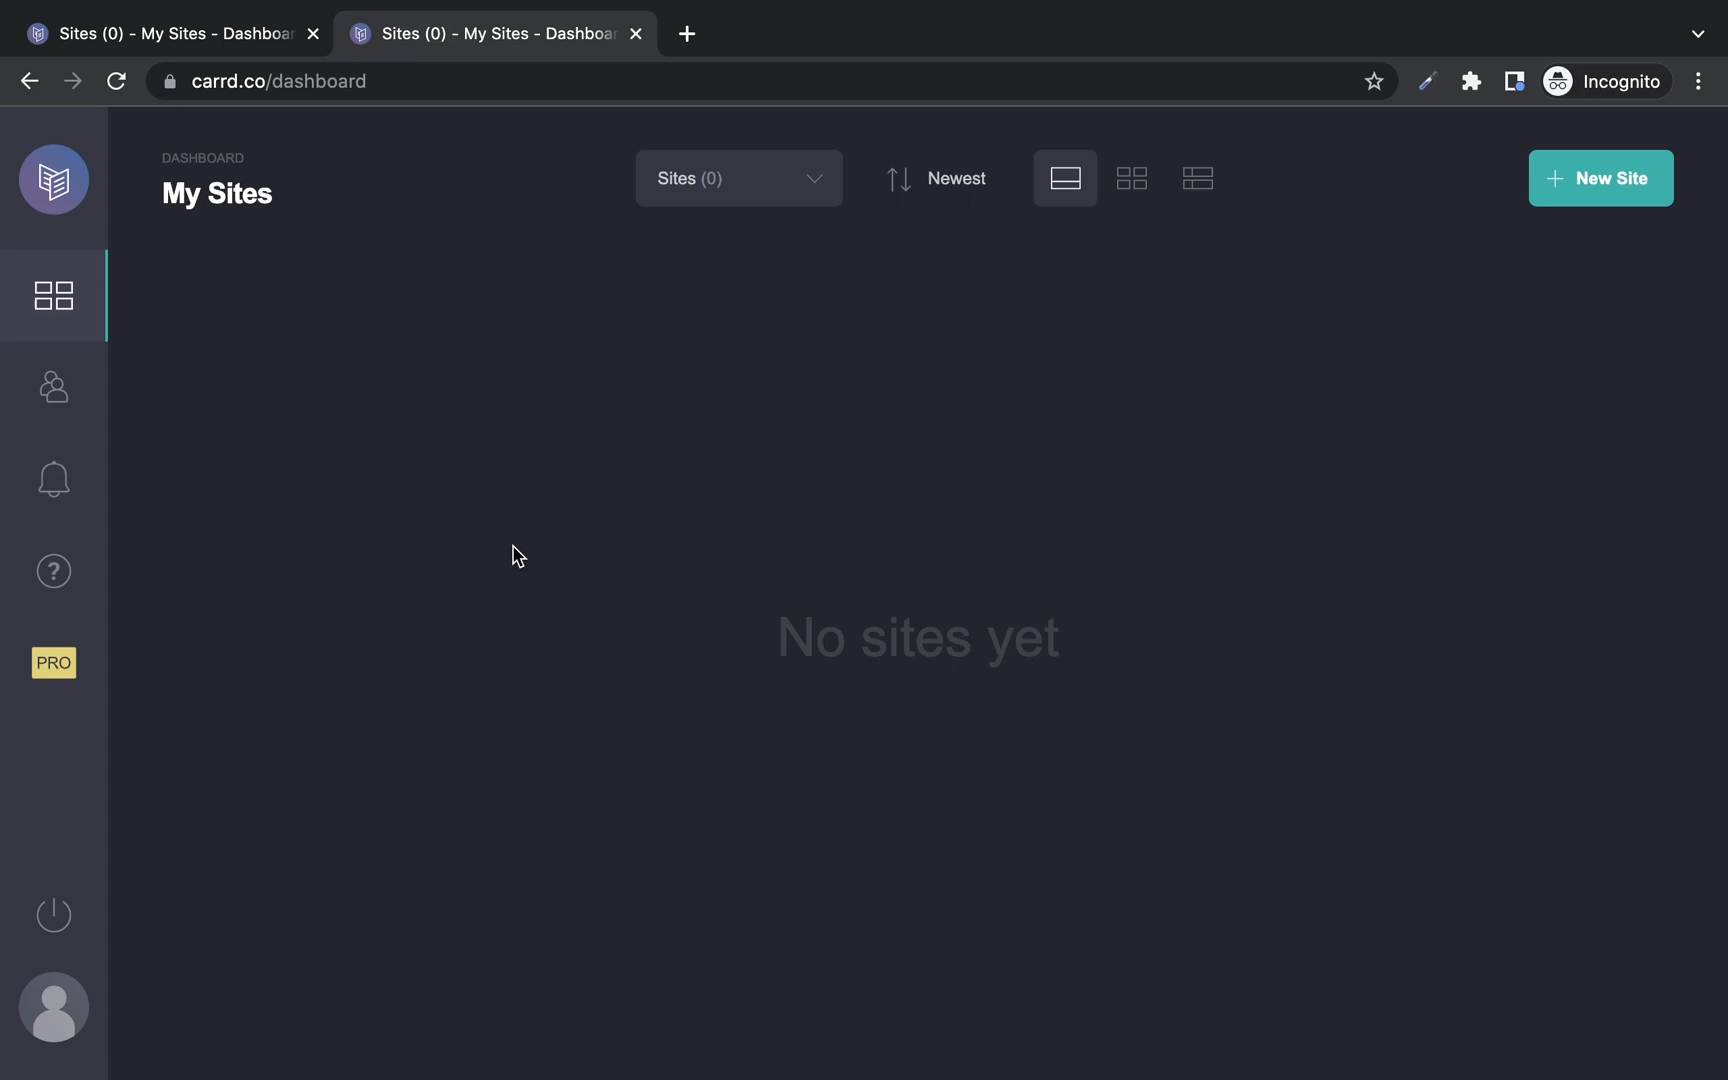 Sites (0) - My Sites - Dashboar
Sites (0) - My Sites - Dashboar
carrd.co/dashboard
Incognito
DASHBOARD
My Sites
Sites (0)
Newest
New Site
?
No sites yet
PRO